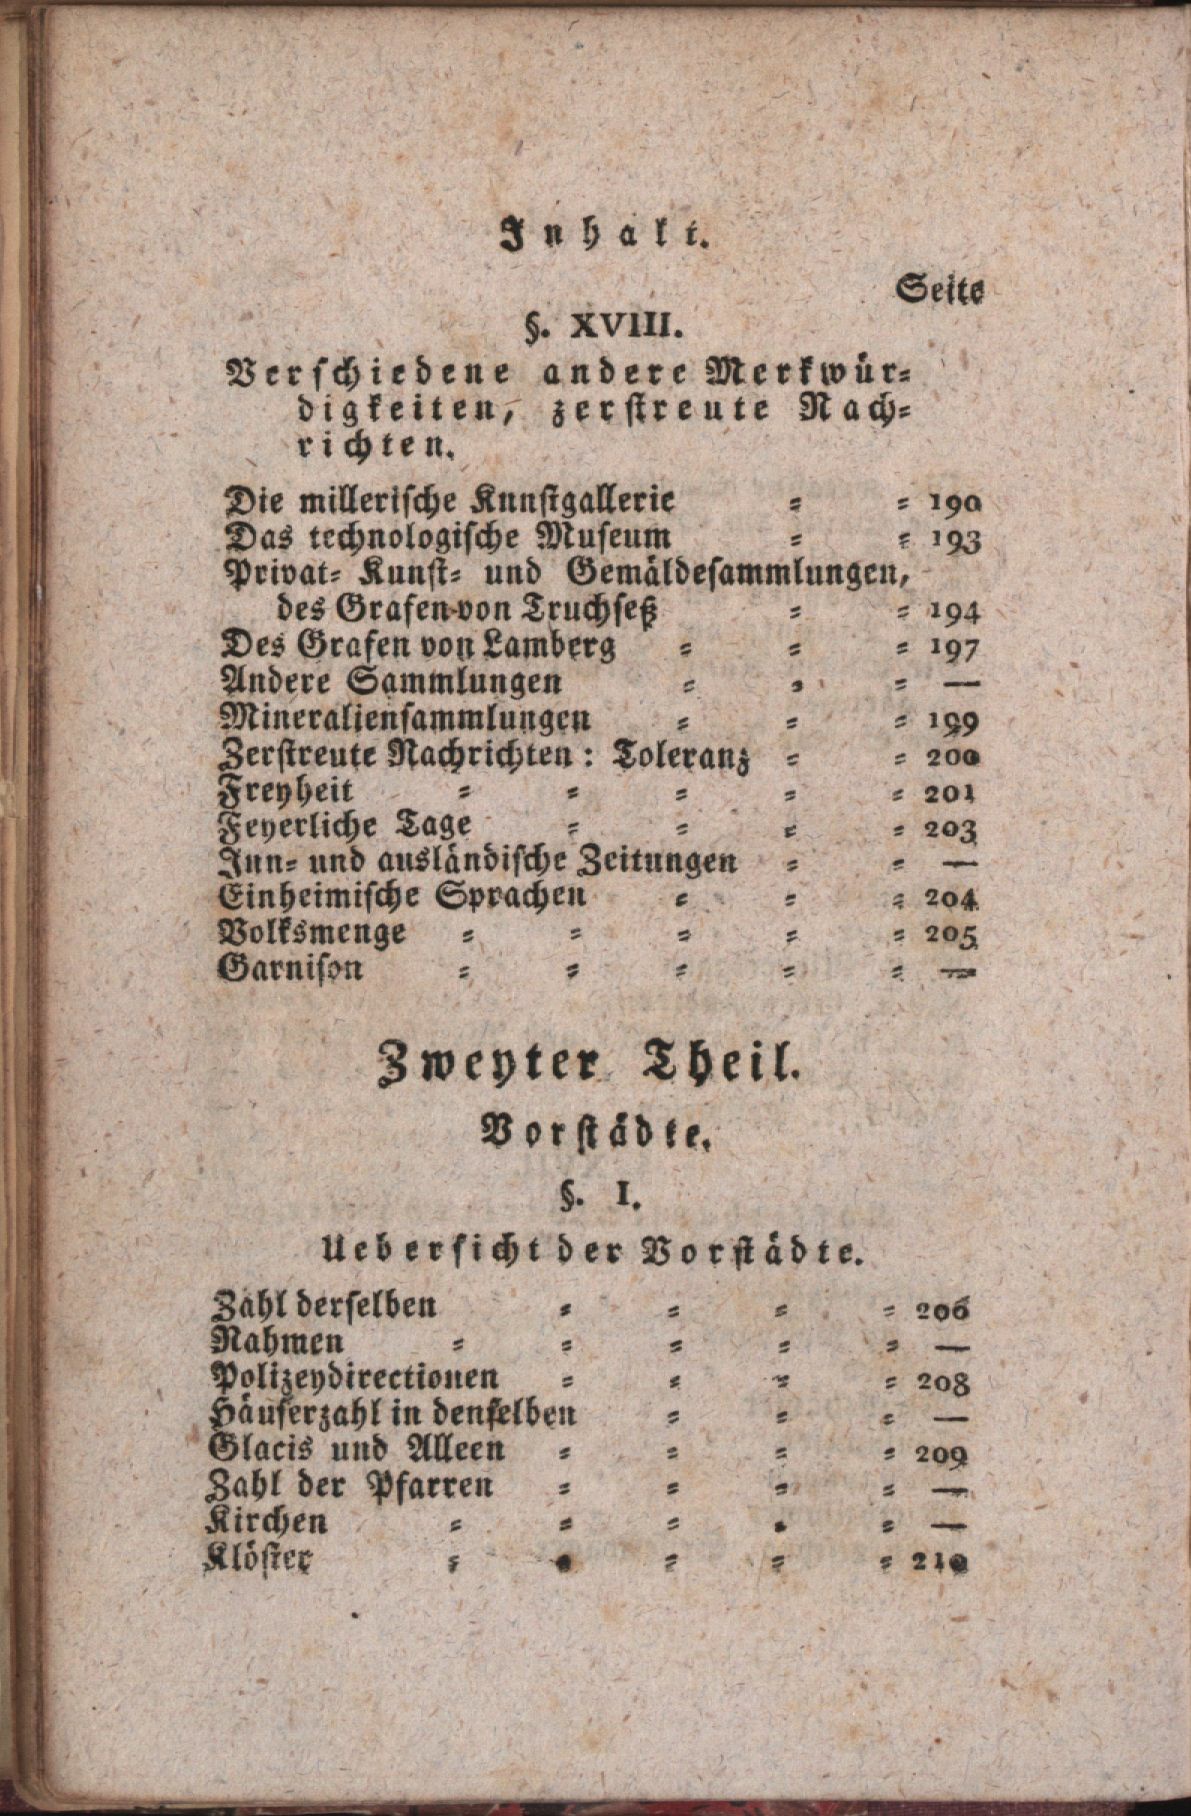 Inhalt.
Seite
§. XVIII.
Verschiedene andere Merkwür-
digkeiten, zerstreute Nach-
richten.
Die millerische Knnstgallerie = = 190
Das technologische Museum = = 193
Privat- Kunst- und Gemäldesammlungen,
des Grafen von Truchseß = = 194
Des Grafen von Lamberg = = = 197
Andere Sammlungen = = = —
Mineraliensammlungen = = = 199
Zerstreute Nachrichten: Toleranz = = 200
Freyheit = = = = = 201
Feyerliche Tage = = = = 203
Inn- und ausländische Zeitungen = = —
Einheimische Sprachen = = = 204
Volksmenge = = = = = 205
Garnison = = = = = —
Zweyter Theil.
Vorstädte.
§. I.
Uebersicht der Vorstädte.
Zahl derselben = = = = 206
Nahmen = = = = = —
Polizeydirectionen = = = = 208
Häuserzahl in denselben = = = —
Glacis und Alleen = = = = 209
Zahl der Pfarren = = = = —
Kirchen = = = = = —
Klöster = = = = = 210